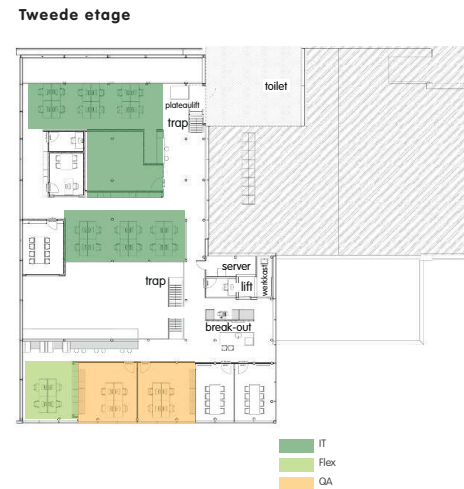 Tweede etage
toilet
plateaulift
trap
trap
server
lift
werkkast
break-out
IT
Flex
QA